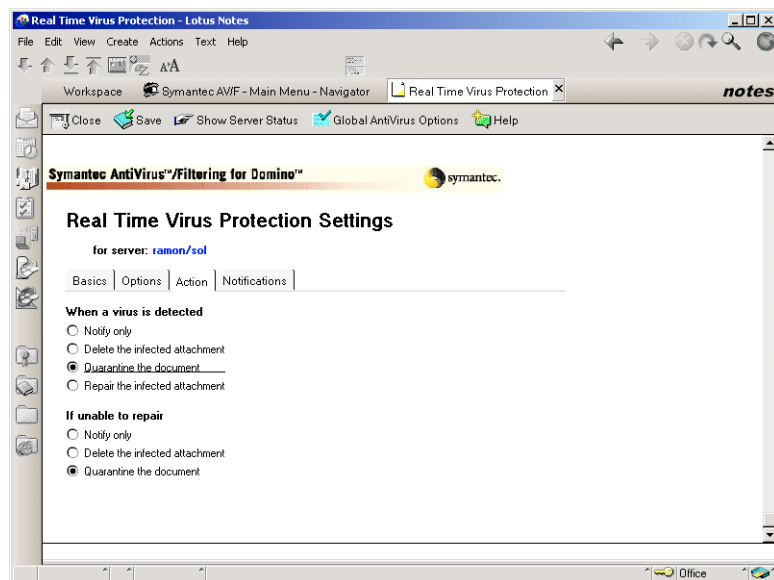 Real Time Virus Protection - Lotus Notes
File Edit View Create Actions Text Help
Workspace Symantec AV/F - Main Menu - Navigator Real Time Virus Protection notes
Close Save Show Server Status Global AntiVirus Options Help
Symantec AntiVirus™/Filtering for Domino™ symantec.
Real Time Virus Protection Settings
for server: ramon/sol
Basics Options Action Notifications
When a virus is detected
Notify only
Delete the infected attachment
Quarantine the document
Repair the infected attachment
If unable to repair
Notify only
Delete the infected attachment
Quarantine the document
Office